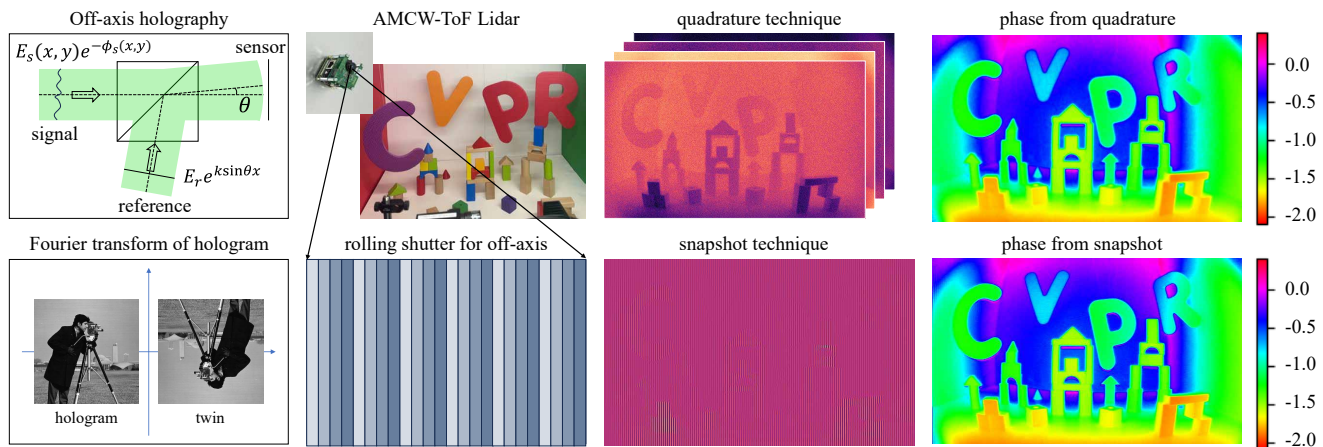 Off-axis holography
AMCW-ToF Lidar
quadrature technique
phase from quadrature
E_s(x, y)e^{-ϕ_s(x,y)}
sensor
θ
signal
E_r e^{ksinθx}
reference
C V P R
C V P R
C V P R
0.0
-0.5
-1.0
-1.5
-2.0
Fourier transform of hologram
rolling shutter for off-axis
snapshot technique
phase from snapshot
hologram
twin
C V P R
0.0
-0.5
-1.0
-1.5
-2.0